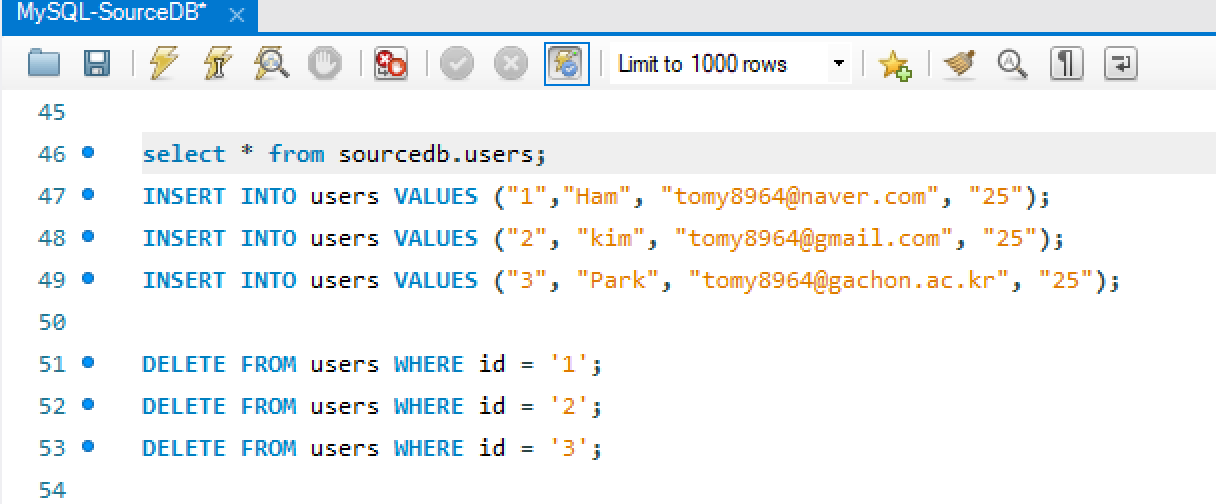 MySQL-SourceDB*
Limit to 1000 rows
45
46 select * from sourcedb.users;
47 INSERT INTO users VALUES ("1","Ham", "tomy8964@naver.com", "25");
48 INSERT INTO users VALUES ("2", "kim", "tomy8964@gmail.com", "25");
49 INSERT INTO users VALUES ("3", "Park", "tomy8964@gachon.ac.kr", "25");
50
51 DELETE FROM users WHERE id = '1';
52 DELETE FROM users WHERE id = '2';
53 DELETE FROM users WHERE id = '3';
54